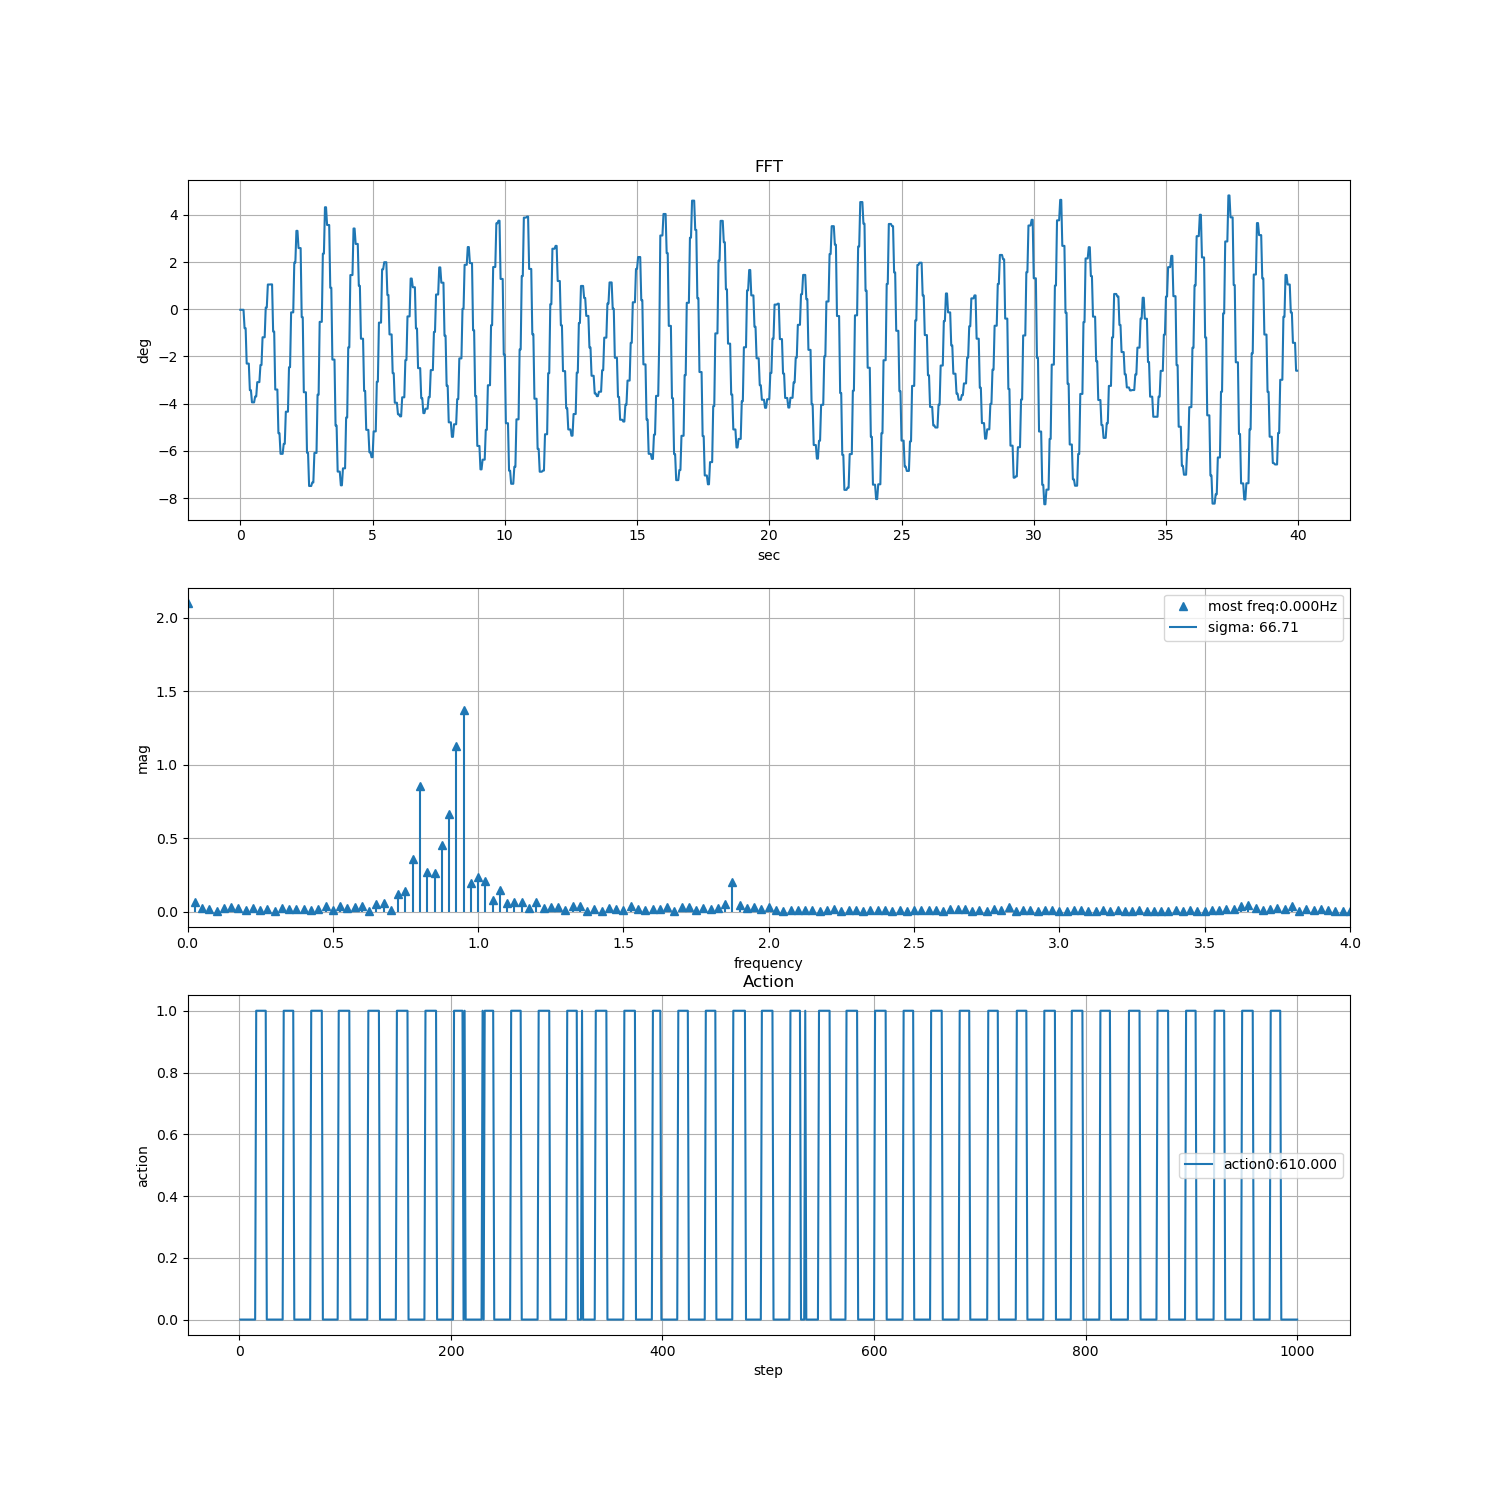 FFT
4
2
0
−2
−4
−6
−8
deg
0 5 10 15 20 25 30 35 40
sec
2.0
1.5
1.0
0.5
0.0
mag
most freq:0.000Hz
sigma: 66.71
0.0 0.5 1.0 1.5 2.0 2.5 3.0 3.5 4.0
frequency
Action
1.0
0.8
0.6
0.4
0.2
0.0
action
action0:610.000
0 200 400 600 800 1000
step